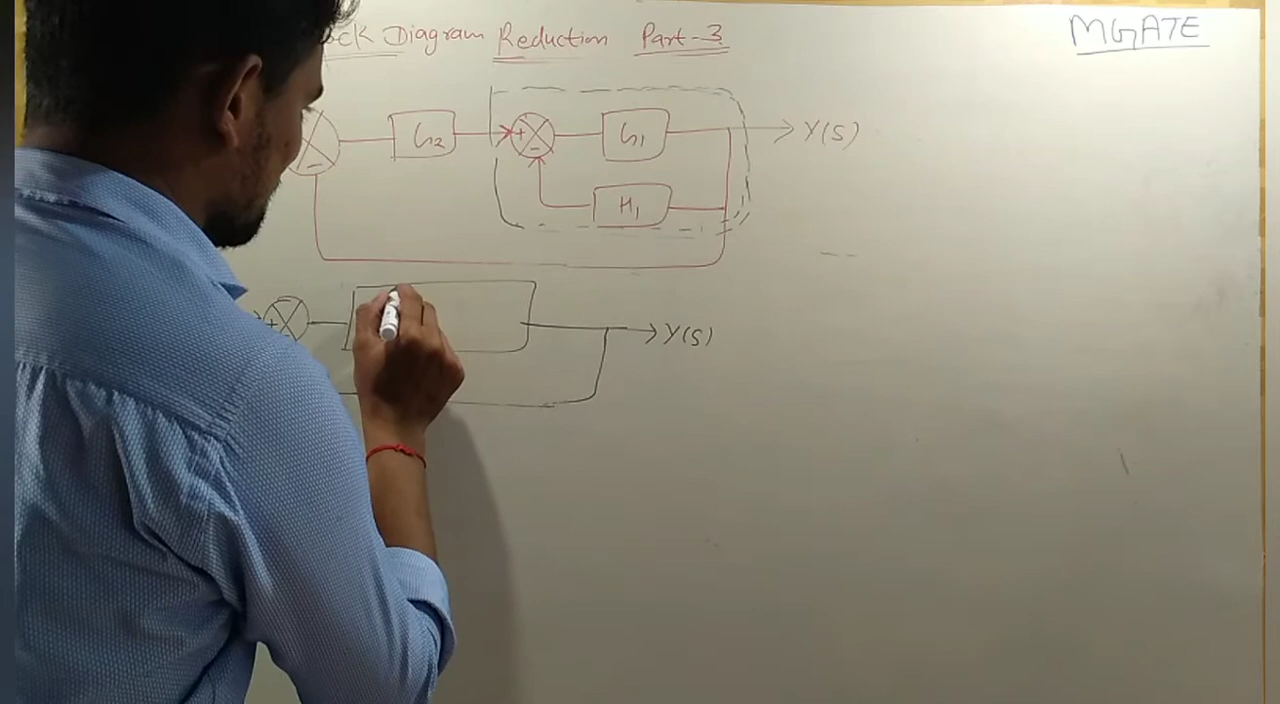 Diagram Reduction Part-3
MGATE
G2
+
-
G1
Y(S)
-
H1
+
Y(S)